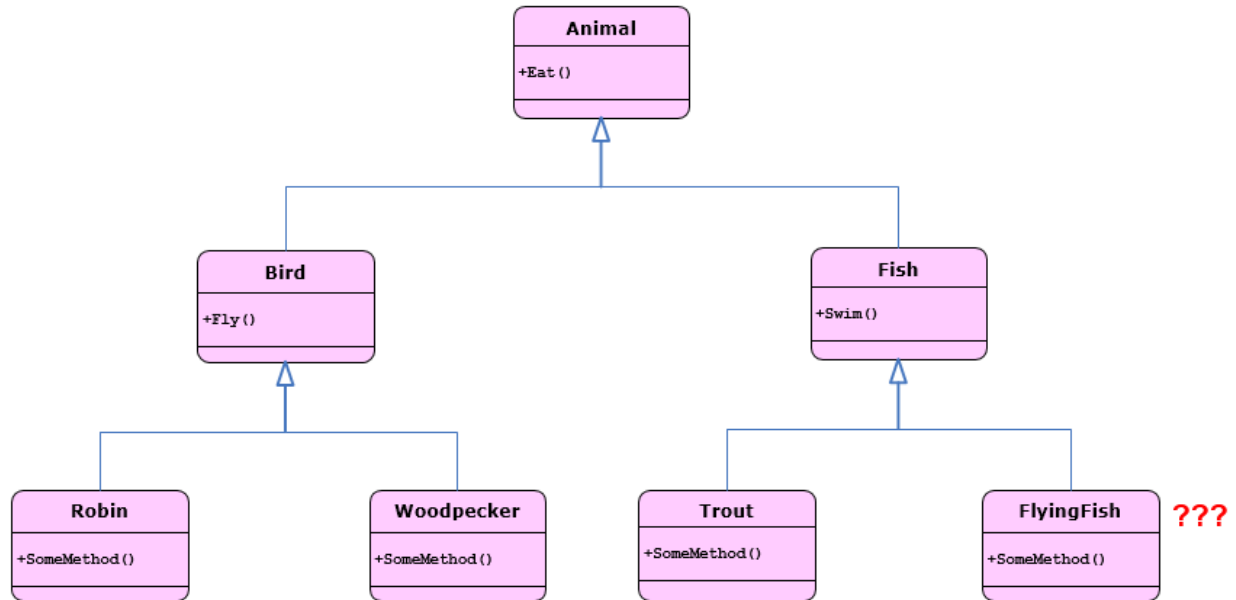 Animal
+Eat()
Bird
+Fly()
Fish
+Swim()
Robin
+SomeMethod()
Woodpecker
+SomeMethod()
Trout
+SomeMethod()
FlyingFish
+SomeMethod()
???